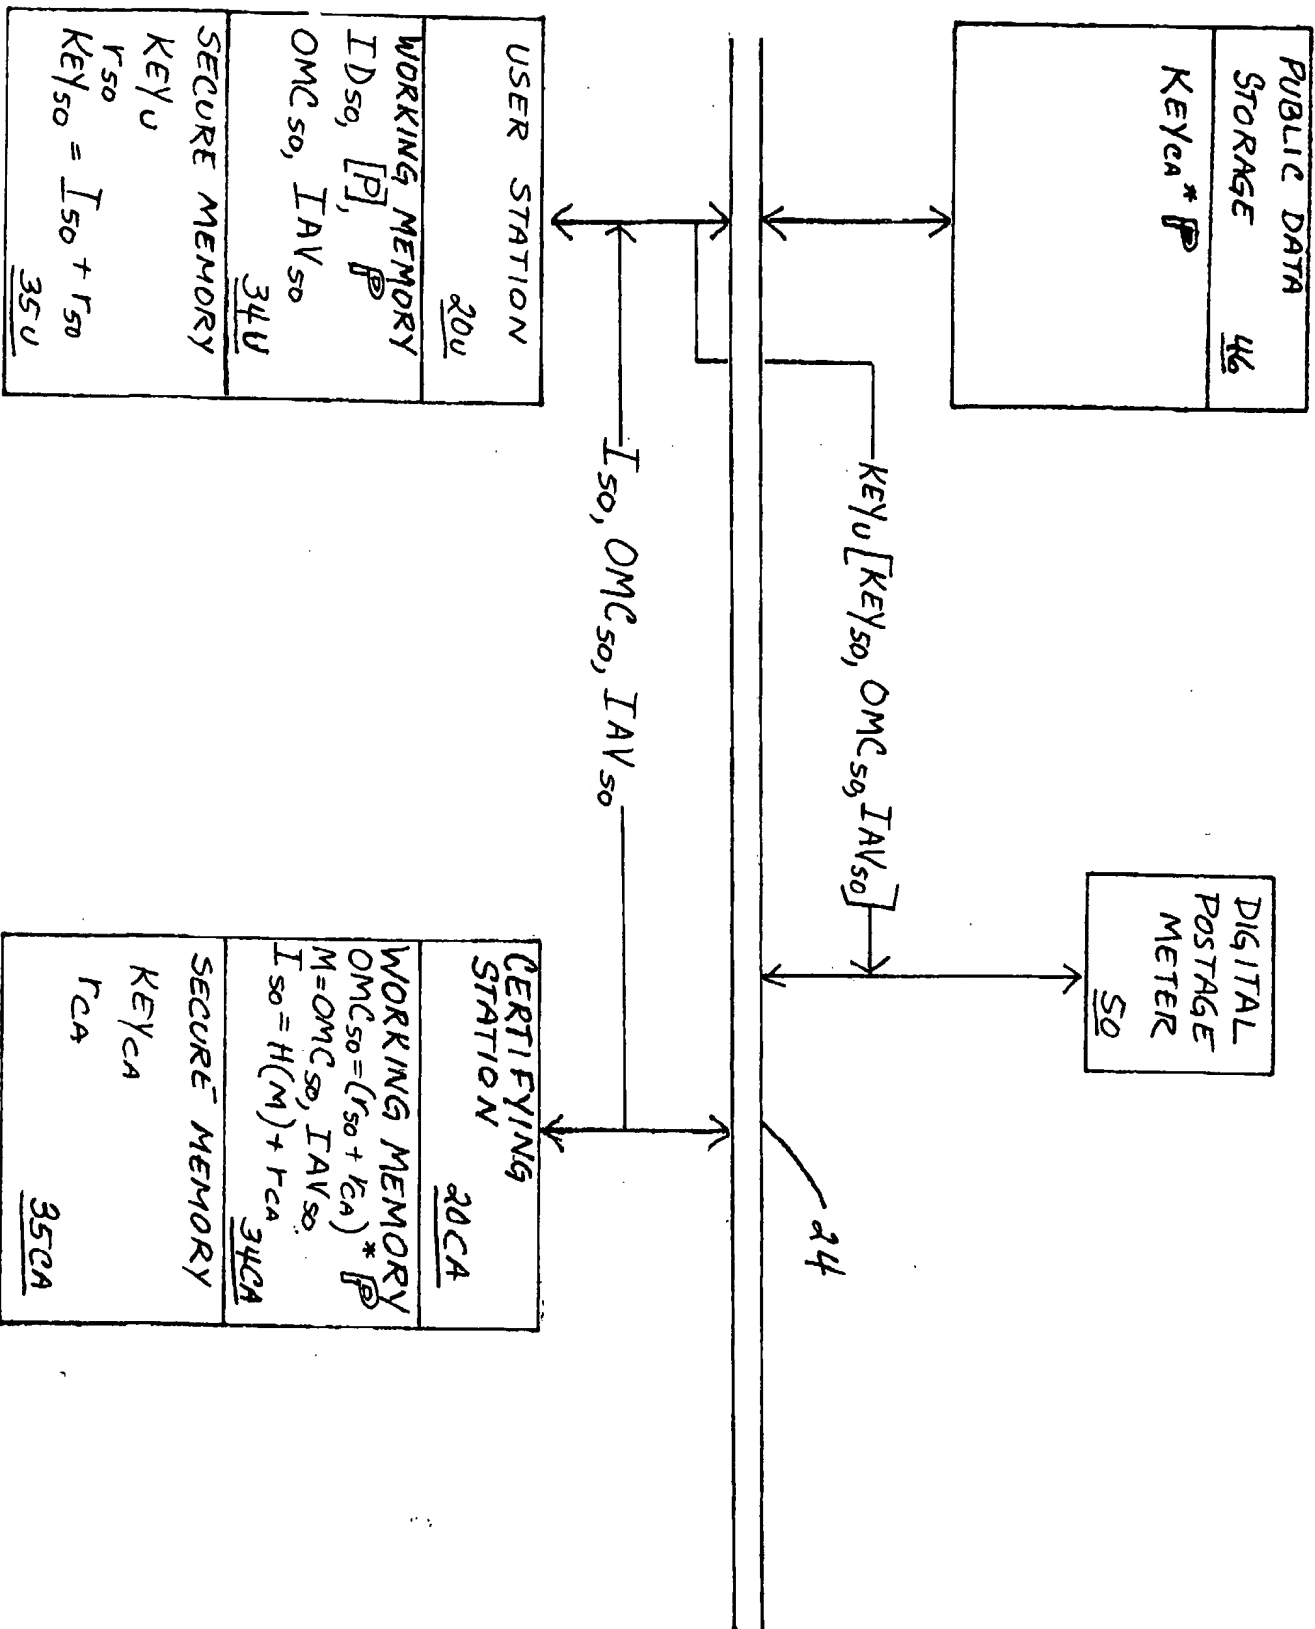 PUBLIC DATA
STORAGE 46
KEYCA * P
DIGITAL
POSTAGE
METER
50
KEYU [KEY50, OMC50, IAV50]
24
I50, OMC50, IAV50
USER STATION
20U
WORKING MEMORY
ID50, [P], P
OMC50, IAV50
34U
SECURE MEMORY
KEYU
r50
KEY50 = I50 + r50
35U
CERTIFYING
STATION
20CA
WORKING MEMORY
OMC50=(r50 + rCA) * P
M=OMC50, IAV50
I50=H(M)+rCA
34CA
SECURE MEMORY
KEYCA
rCA
35CA